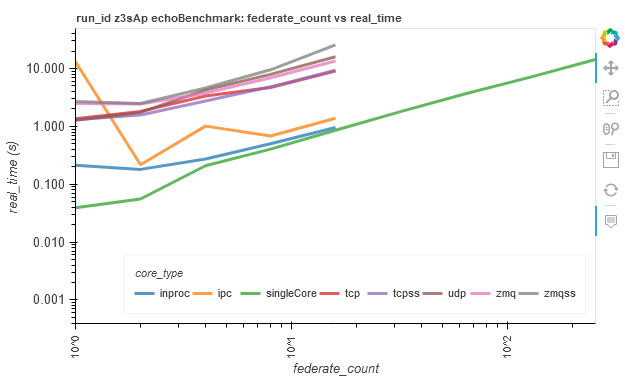 run_id z3sAp echoBenchmark: federate_count vs real_time
10.000
1.000
0.100
0.010
0.001
real_time (s)
core_type
inproc ipc singleCore tcp tcpss udp zmq zmqss
10^0 10^1 10^2
federate_count